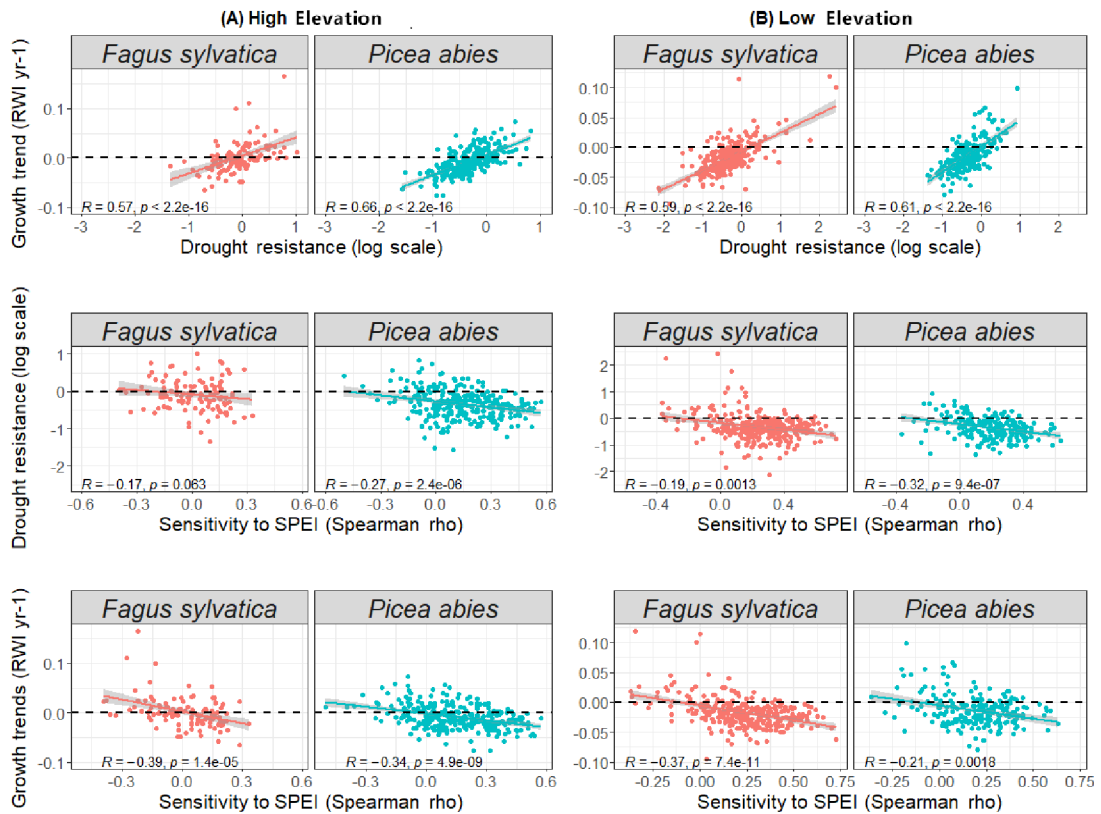 (A) High Elevation
(B) Low Elevation
Growth trend (RWI yr-1)
Fagus sylvatica
Picea abies
Fagus sylvatica
Picea abies
0.1
0.0
-0.1
R = 0.57, p < 2.2e-16
R = 0.66, p < 2.2e-16
-3 -2 -1 0 1
-3 -2 -1 0 1
Drought resistance (log scale)
0.10
0.05
0.00
-0.05
-0.10
R = 0.59, p < 2.2e-16
R = 0.61, p < 2.2e-16
-3 -2 -1 0 1 2
-3 -2 -1 0 1 2
Drought resistance (log scale)
Drought resistance (log scale)
Fagus sylvatica
Picea abies
Fagus sylvatica
Picea abies
1
0
-1
-2
R = −0.17, p = 0.063
R = −0.27, p = 2.4e-06
-0.6 -0.3 0.0 0.3 0.6
-0.3 0.0 0.3 0.6
Sensitivity to SPEI (Spearman rho)
2
1
0
-1
-2
R = −0.19, p = 0.0013
R = −0.32, p = 9.4e-07
-0.4 0.0 0.4
-0.4 0.0 0.4
Sensitivity to SPEI (Spearman rho)
Growth trends (RWI yr-1)
Fagus sylvatica
Picea abies
Fagus sylvatica
Picea abies
0.1
0.0
-0.1
R = −0.39, p = 1.4e-05
R = −0.34, p = 4.9e-09
-0.3 0.0 0.3 0.6
-0.3 0.0 0.3 0.6
Sensitivity to SPEI (Spearman rho)
0.10
0.05
0.00
-0.05
-0.10
R = −0.37, p = 7.4e-11
R = −0.21, p = 0.0018
-0.25 0.00 0.25 0.50 0.75
-0.25 0.00 0.25 0.50 0.75
Sensitivity to SPEI (Spearman rho)